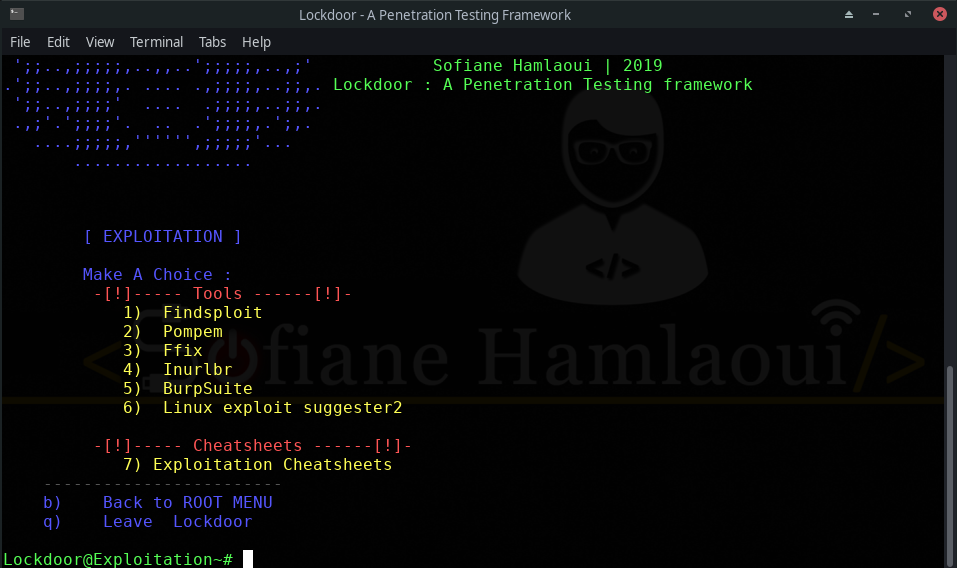 Lockdoor - A Penetration Testing Framework
File Edit View Terminal Tabs Help
';;..,;;;;;,..,,..';;;;;,..,;' Sofiane Hamlaoui | 2019
.';;..,;;;;,. .... .,;;;;,..;;,. Lockdoor : A Penetration Testing framework
';;..,;;;;' .... .;;;;,..;;,.
.,;'.';;;;'. .. .';;;;,.';,.
....;;;;;,'''''',;;;;;'...
..................
[ EXPLOITATION ]
Make A Choice :
-[!]----- Tools ------[!]-
1) Findsploit
2) Pompem
3) Ffix
4) Inurlbr
5) BurpSuite
6) Linux exploit suggester2
-[!]----- Cheatsheets ------[!]-
7) Exploitation Cheatsheets
------------------------
b) Back to ROOT MENU
q) Leave Lockdoor
Lockdoor@Exploitation~#
</> 
<Sofiane Hamlaoui/>